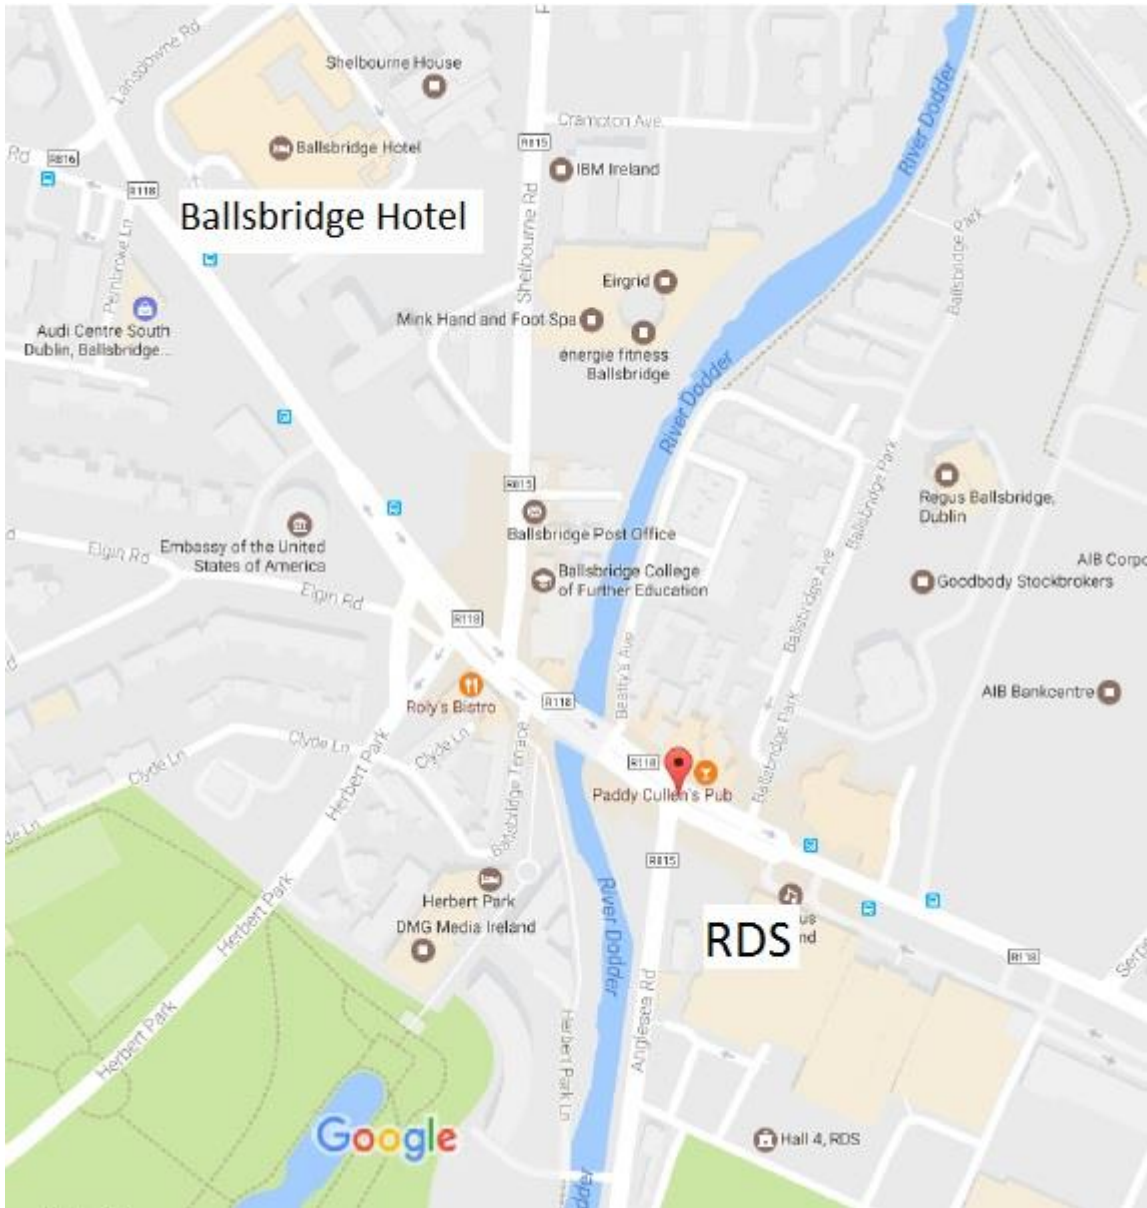 Lansdowne Rd
Shelbourne House
Crampton Ave
River Dodder
Ballsbridge Hotel
R815
IBM Ireland
Rd
R816
R118
Ballsbridge Hotel
Shelbourne Rd
Pembroke Ln
Ballsbridge Park
Eirgrid
Audi Centre South
Dublin, Ballsbridge...
Mink Hand and Foot Spa
énergie fitness
Ballsbridge
River Dodder
Ballsbridge Park
R815
Regus Ballsbridge,
Dublin
Ballsbridge Post Office
Embassy of the United
States of America
Elgin Rd
Elgin Rd
Ballsbridge College
of Further Education
AIB Corpo
Goodbody Stockbrokers
Ballsbridge Ave
R118
Beatty's Ave
Roly's Bistro
R118
AIB Bankcentre
Clyde Ln
Clyde Ln
Clyde Ln
Herbert Park
Ballsbridge Terrace
Ballsbridge Park
R118
Paddy Cullen's Pub
R815
Herbert Park
DMG Media Ireland
Herbert Park
River Dodder
RDS
us
nd
R118
Serp
Anglesea Rd
Herbert Park
Herbert Park Ln
Google
Hall 4, RDS
Dodder